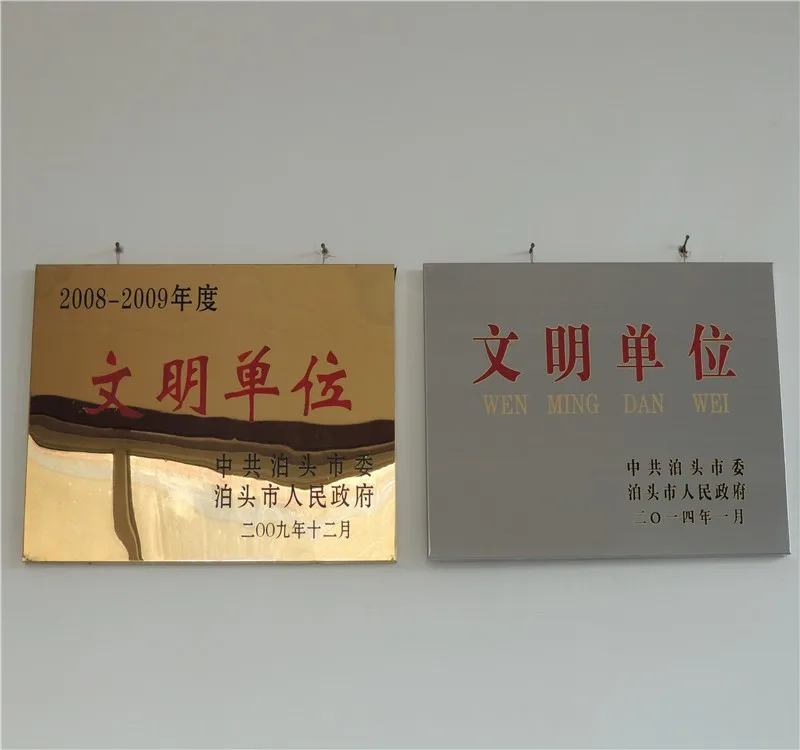 2008-2009年度
文明单位
中共泊头市委
泊头市人民政府
二〇〇九年十二月
文明单位
WEN MING DAN WEI
中共泊头市委
泊头市人民政府
二〇一四年一月